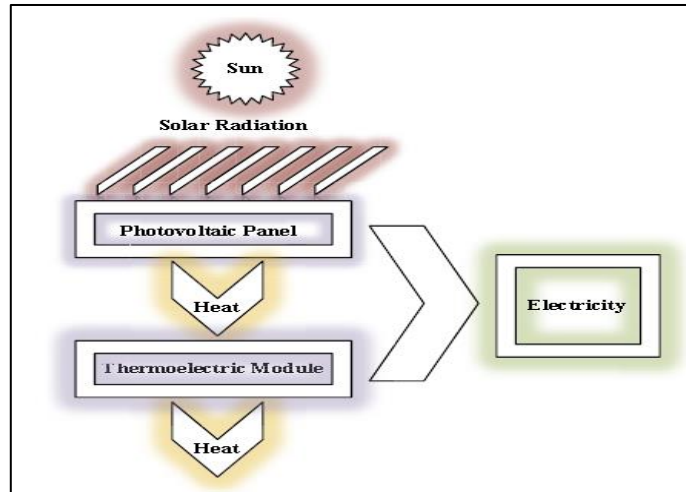 Sun
Solar Radiation
Photovoltaic Panel
Heat
Electricity
Thermoelectric Module
Heat